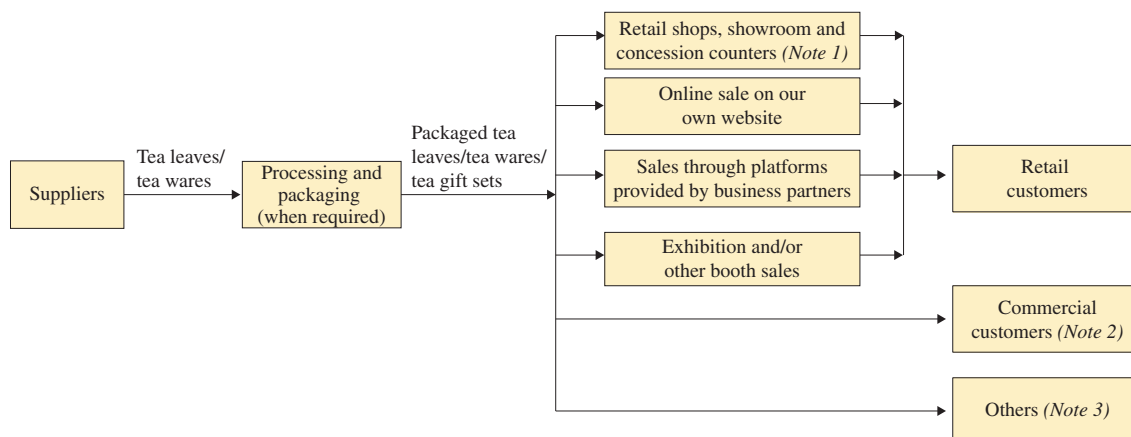 Suppliers
Tea leaves/
tea wares
Processing and
packaging
(when required)
Packaged tea
leaves/tea wares/
tea gift sets
Retail shops, showroom and
concession counters (Note 1)
Online sale on our
own website
Sales through platforms
provided by business partners
Exhibition and/or
other booth sales
Retail
customers
Commercial
customers (Note 2)
Others (Note 3)